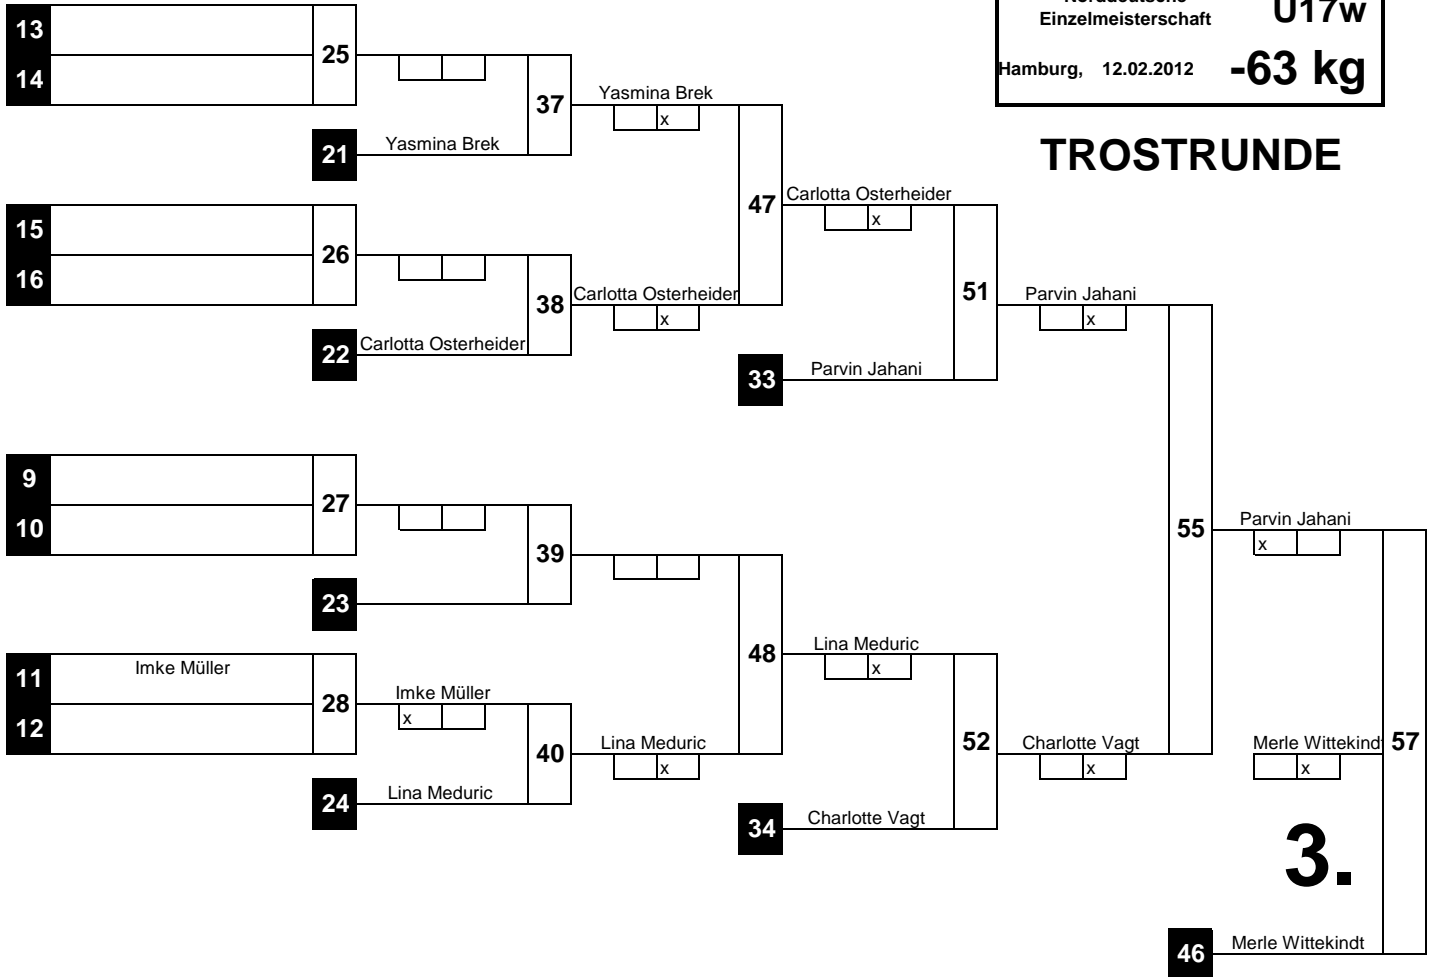 Norddeutsche
Einzelmeisterschaft
U17w
Hamburg, 12.02.2012
-63 kg
TROSTRUNDE
13
14
25
37
Yasmina Brek
x
21
Yasmina Brek
47
Carlotta Osterheider
x
15
16
26
38
Carlotta Osterheider
x
22
Carlotta Osterheider
51
Parvin Jahani
x
33
Parvin Jahani
9
10
27
39
23
55
Parvin Jahani
x
11
12
Imke Müller
28
Imke Müller
x
40
Lina Meduric
x
24
Lina Meduric
48
Lina Meduric
x
52
Charlotte Vagt
x
34
Charlotte Vagt
Merle Wittekind
x
57
3.
46
Merle Wittekindt